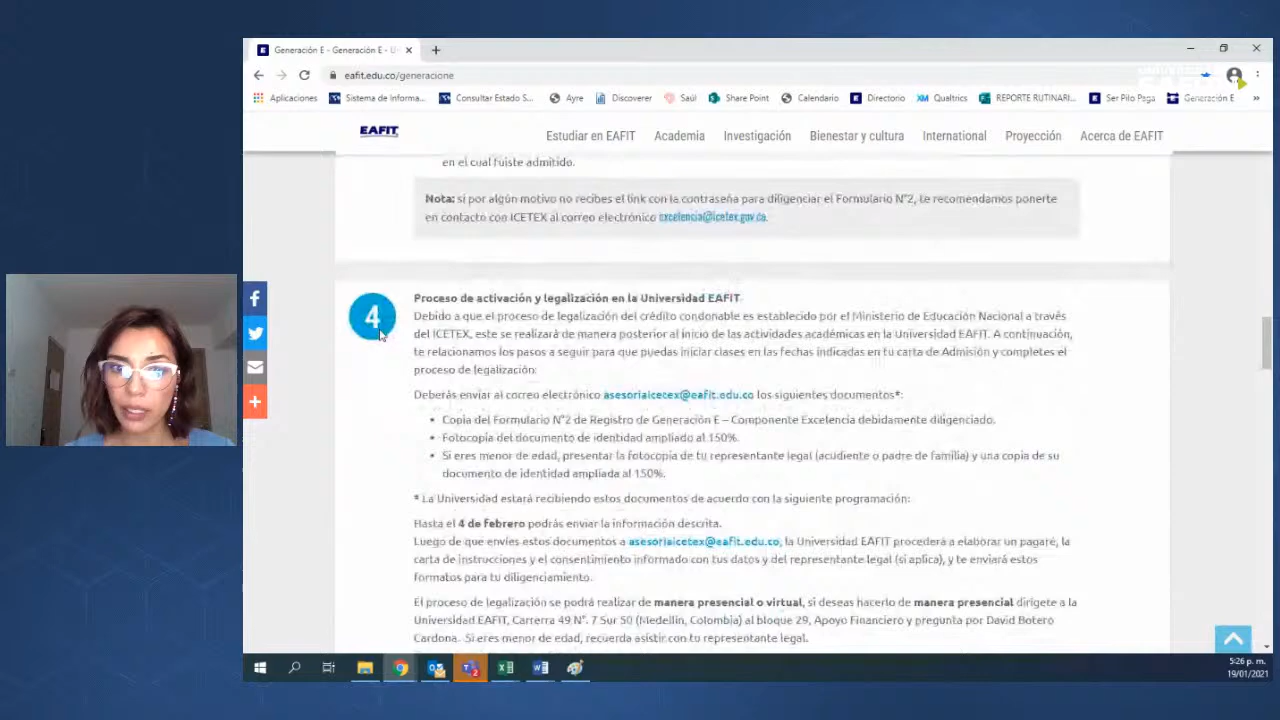 Generación E - Generación E - U
eafit.edu.co/generacione
Aplicaciones
Sistema de Informa...
Consultar Estado S...
Ayre
Discoverer
Saúl
Share Point
Calendario
Directorio
Qualtrics
REPORTE RUTINARI...
Ser Pilo Paga
Generación E
EAFIT
Estudiar en EAFIT
Academia
Investigación
Bienestar y cultura
International
Proyección
Acerca de EAFIT
en el cual fuiste admitido.
Nota: si por algún motivo no recibes el link con la contraseña para diligenciar el Formulario N°2, te recomendamos ponerte
en contacto con ICETEX al correo electrónico excelencia@icetex.gov.co.
4
Proceso de activación y legalización en la Universidad EAFIT
Debido a que el proceso de legalización del crédito condonable es establecido por el Ministerio de Educación Nacional a través
del ICETEX, este se realizará de manera posterior al inicio de las actividades académicas en la Universidad EAFIT. A continuación,
te relacionamos los pasos a seguir para que puedas iniciar clases en las fechas indicadas en tu carta de Admisión y completes el
proceso de legalización:
Deberás enviar al correo electrónico asesoriaicetex@eafit.edu.co los siguientes documentos*:
• Copia del Formulario N°2 de Registro de Generación E – Componente Excelencia debidamente diligenciado.
• Fotocopia del documento de identidad ampliado al 150%.
• Si eres menor de edad, presentar la fotocopia de tu representante legal (acudiente o padre de familia) y una copia de su
documento de identidad ampliada al 150%.
* La Universidad estará recibiendo estos documentos de acuerdo con la siguiente programación:
Hasta el 4 de febrero podrás enviar la información descrita.
Luego de que envíes estos documentos a asesoriaicetex@eafit.edu.co, la Universidad EAFIT procederá a elaborar un pagaré, la
carta de instrucciones y el consentimiento informado con tus datos y del representante legal (si aplica), y te enviará estos
formatos para tu diligenciamiento.
El proceso de legalización se podrá realizar de manera presencial o virtual, si deseas hacerlo de manera presencial dirígete a la
Universidad EAFIT, Carrerra 49 N°. 7 Sur 50 (Medellín, Colombia) al bloque 29, Apoyo Financiero y pregunta por David Botero
Cardona. Si eres menor de edad, recuerda asistir con tu representante legal.
5:26 p. m.
19/01/2021